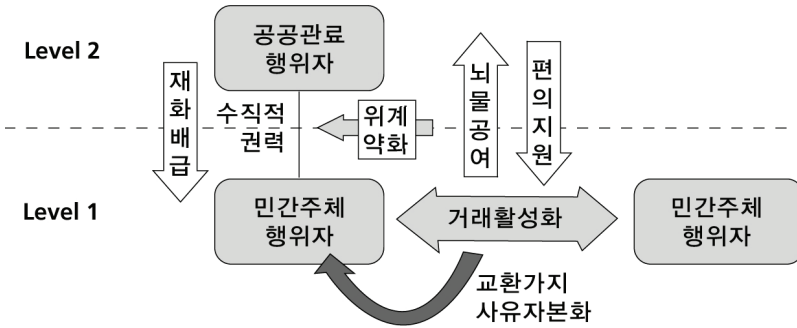 Level 2
공공관료
행위자
재화배급
수직적
권력
위계
약화
뇌물공여
편의지원
Level 1
민간주체
행위자
거래활성화
민간주체
행위자
교환가지
사유자본화